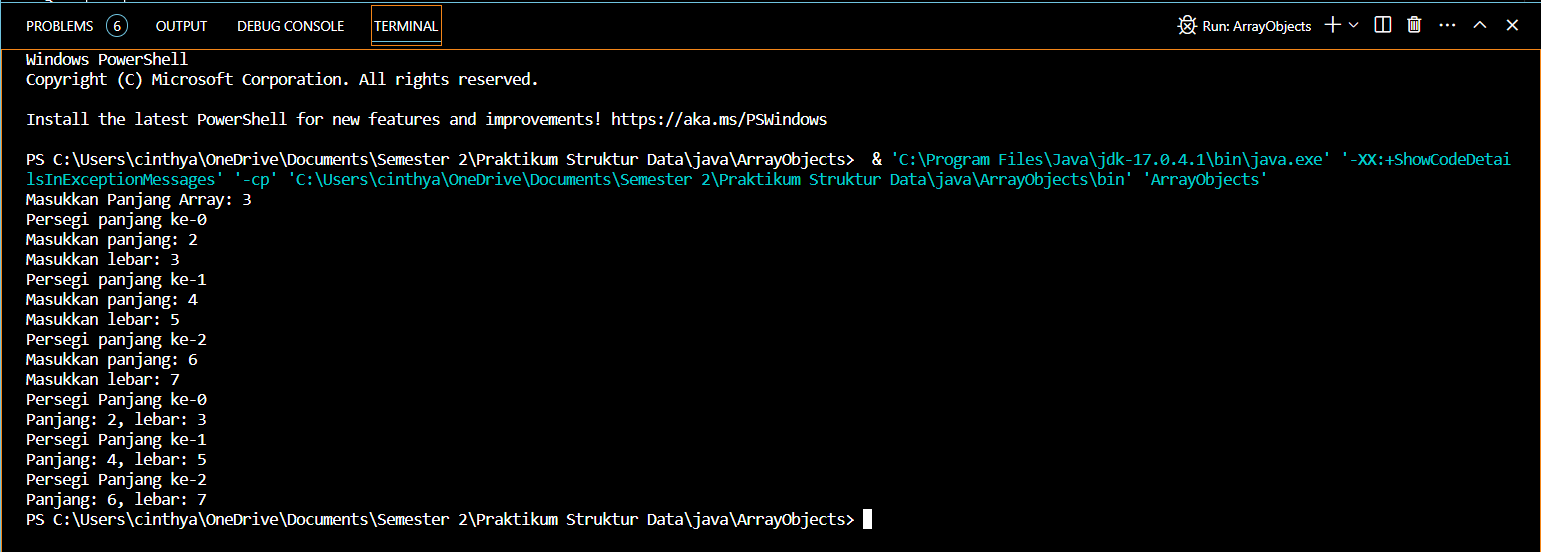 PROBLEMS 6 OUTPUT DEBUG CONSOLE TERMINAL Run: ArrayObjects
Windows PowerShell
Copyright (C) Microsoft Corporation. All rights reserved.
Install the latest PowerShell for new features and improvements! https://aka.ms/PSWindows
PS C:\Users\cinthya\OneDrive\Documents\Semester 2\Praktikum Struktur Data\java\ArrayObjects>  & 'C:\Program Files\Java\jdk-17.0.4.1\bin\java.exe' '-XX:+ShowCodeDetai
lsInExceptionMessages' '-cp' 'C:\Users\cinthya\OneDrive\Documents\Semester 2\Praktikum Struktur Data\java\ArrayObjects\bin' 'ArrayObjects'
Masukkan Panjang Array: 3
Persegi panjang ke-0
Masukkan panjang: 2
Masukkan lebar: 3
Persegi panjang ke-1
Masukkan panjang: 4
Masukkan lebar: 5
Persegi panjang ke-2
Masukkan panjang: 6
Masukkan lebar: 7
Persegi Panjang ke-0
Panjang: 2, lebar: 3
Persegi Panjang ke-1
Panjang: 4, lebar: 5
Persegi Panjang ke-2
Panjang: 6, lebar: 7
PS C:\Users\cinthya\OneDrive\Documents\Semester 2\Praktikum Struktur Data\java\ArrayObjects>